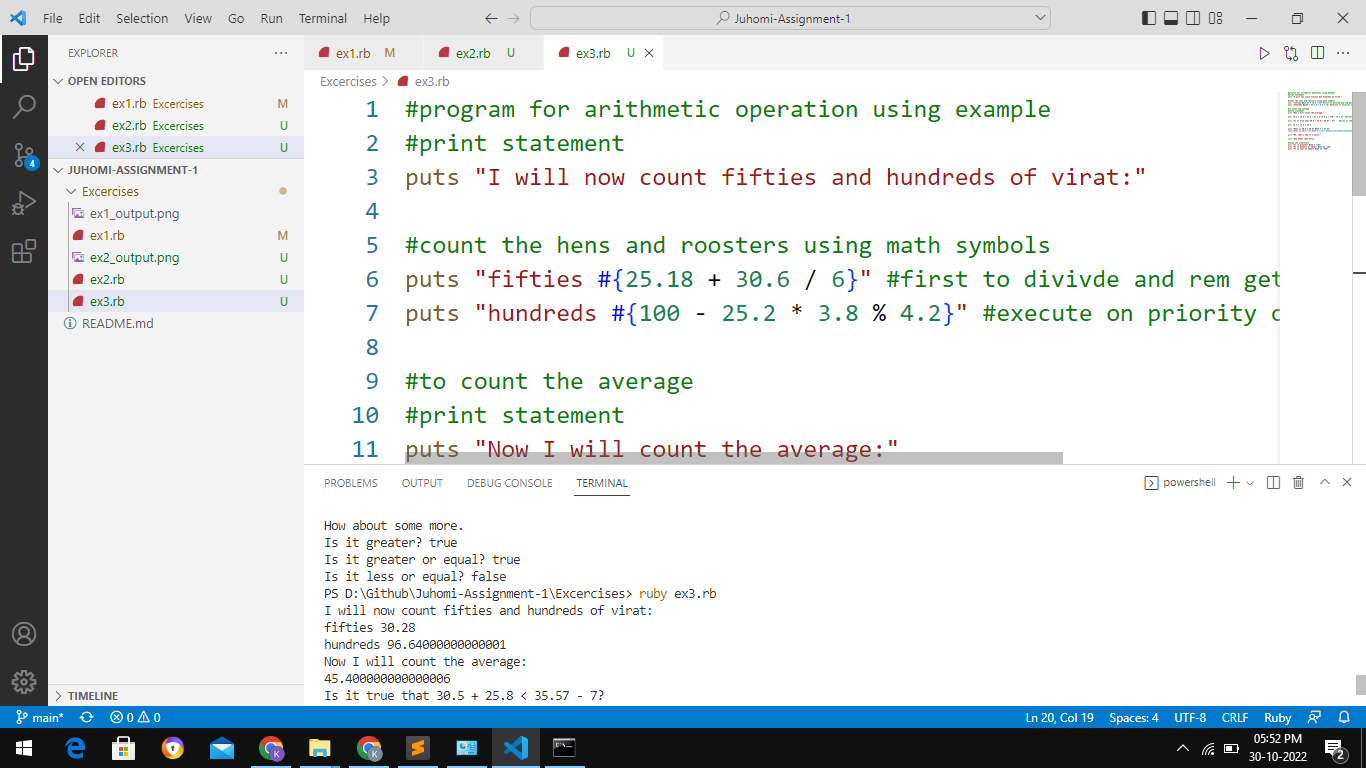 File Edit Selection View Go Run Terminal Help
Juhomi-Assignment-1
EXPLORER
OPEN EDITORS
ex1.rb Excercises M
ex2.rb Excercises U
ex3.rb Excercises U
JUHOMI-ASSIGNMENT-1
Excercises
ex1_output.png
ex1.rb M
ex2_output.png U
ex2.rb U
ex3.rb U
README.md
TIMELINE
4
ex1.rb M ex2.rb U ex3.rb U
Excercises > ex3.rb
1 #program for arithmetic operation using example
2 #print statement
3 puts "I will now count fifties and hundreds of virat:"
4
5 #count the hens and roosters using math symbols
6 puts "fifties #{25.18 + 30.6 / 6}" #first to divivde and rem get
7 puts "hundreds #{100 - 25.2 * 3.8 % 4.2}" #execute on priority
8
9 #to count the average
10 #print statement
11 puts "Now I will count the average:"
PROBLEMS OUTPUT DEBUG CONSOLE TERMINAL
powershell
How about some more.
Is it greater? true
Is it greater or equal? true
Is it less or equal? false
PS D:\Github\Juhomi-Assignment-1\Excercises> ruby ex3.rb
I will now count fifties and hundreds of virat:
fifties 30.28
hundreds 96.64000000000001
Now I will count the average:
45.400000000000006
Is it true that 30.5 + 25.8 < 35.57 - 7?
main* 0 0 Ln 20, Col 19 Spaces: 4 UTF-8 CRLF Ruby
05:52 PM
30-10-2022
2